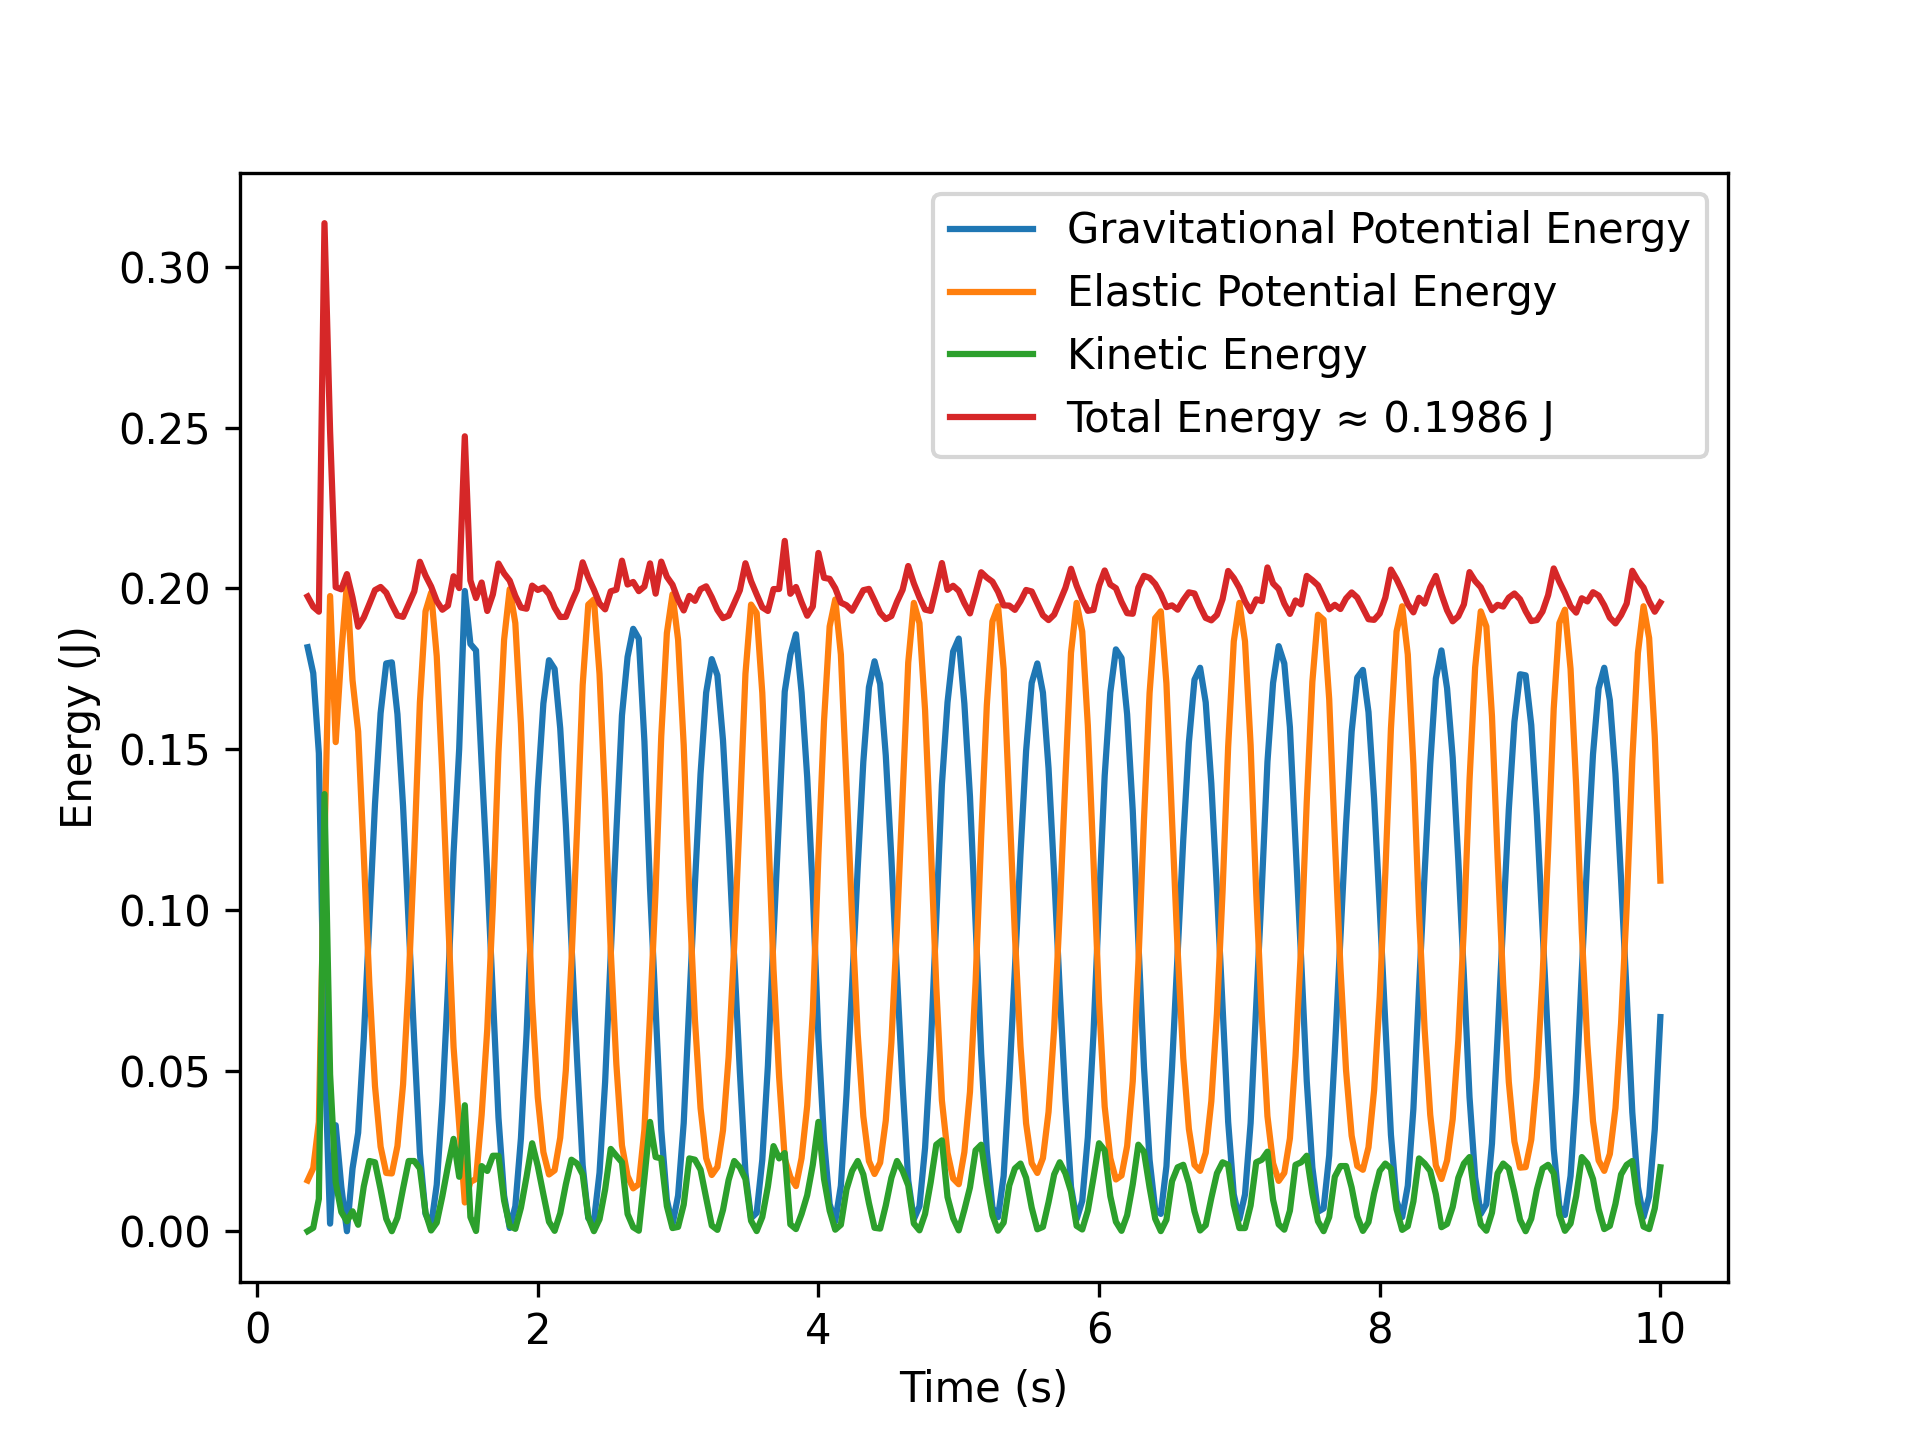 Gravitational Potential Energy
Elastic Potential Energy
Kinetic Energy
Total Energy ≈ 0.1986 J
0.30
0.25
0.20
0.15
0.10
0.05
0.00
Energy (J)
0 2 4 6 8 10
Time (s)